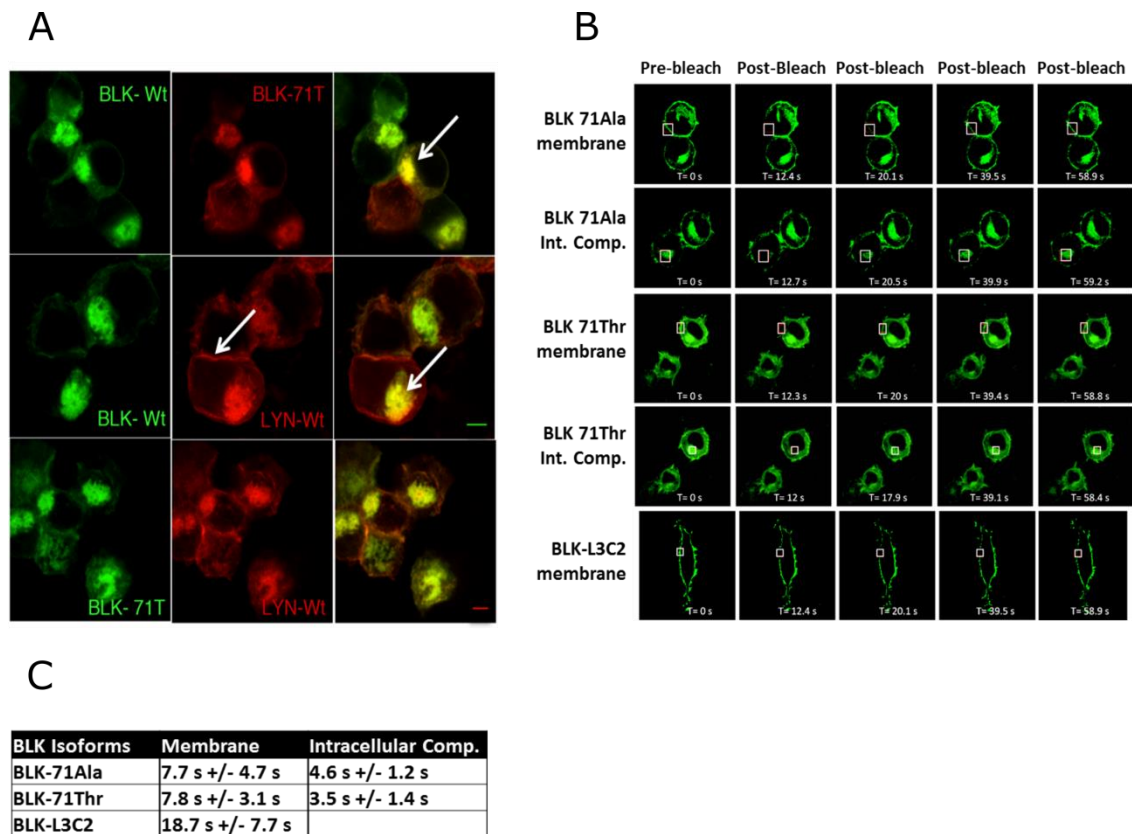 A
BLK- Wt
BLK-71T
BLK- Wt
LYN-Wt
BLK- 71T
LYN-Wt
B
Pre-bleach Post-Bleach Post-bleach Post-bleach Post-bleach
BLK 71Ala
membrane
T= 0 s T= 12.4 s T= 20.1 s T= 39.5 s T= 58.9 s
BLK 71Ala
Int. Comp.
T= 0 s T= 12.7 s T= 20.5 s T= 39.9 s T= 59.2 s
BLK 71Thr
membrane
T= 0 s T= 12.3 s T= 20 s T= 39.4 s T= 58.8 s
BLK 71Thr
Int. Comp.
T= 0 s T= 12 s T= 17.9 s T= 39.1 s T= 58.4 s
BLK-L3C2
membrane
T= 0 s T= 12.4 s T= 20.1 s T= 39.5 s T= 58.9 s
C
BLK Isoforms Membrane Intracellular Comp.
BLK-71Ala 7.7 s +/- 4.7 s 4.6 s +/- 1.2 s
BLK-71Thr 7.8 s +/- 3.1 s 3.5 s +/- 1.4 s
BLK-L3C2 18.7 s +/- 7.7 s